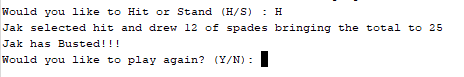 Would you like to Hit or Stand (H/S) : H
Jak selected hit and drew 12 of spades bringing the total to 25
Jak has Busted!!!
Would you like to play again? (Y/N):